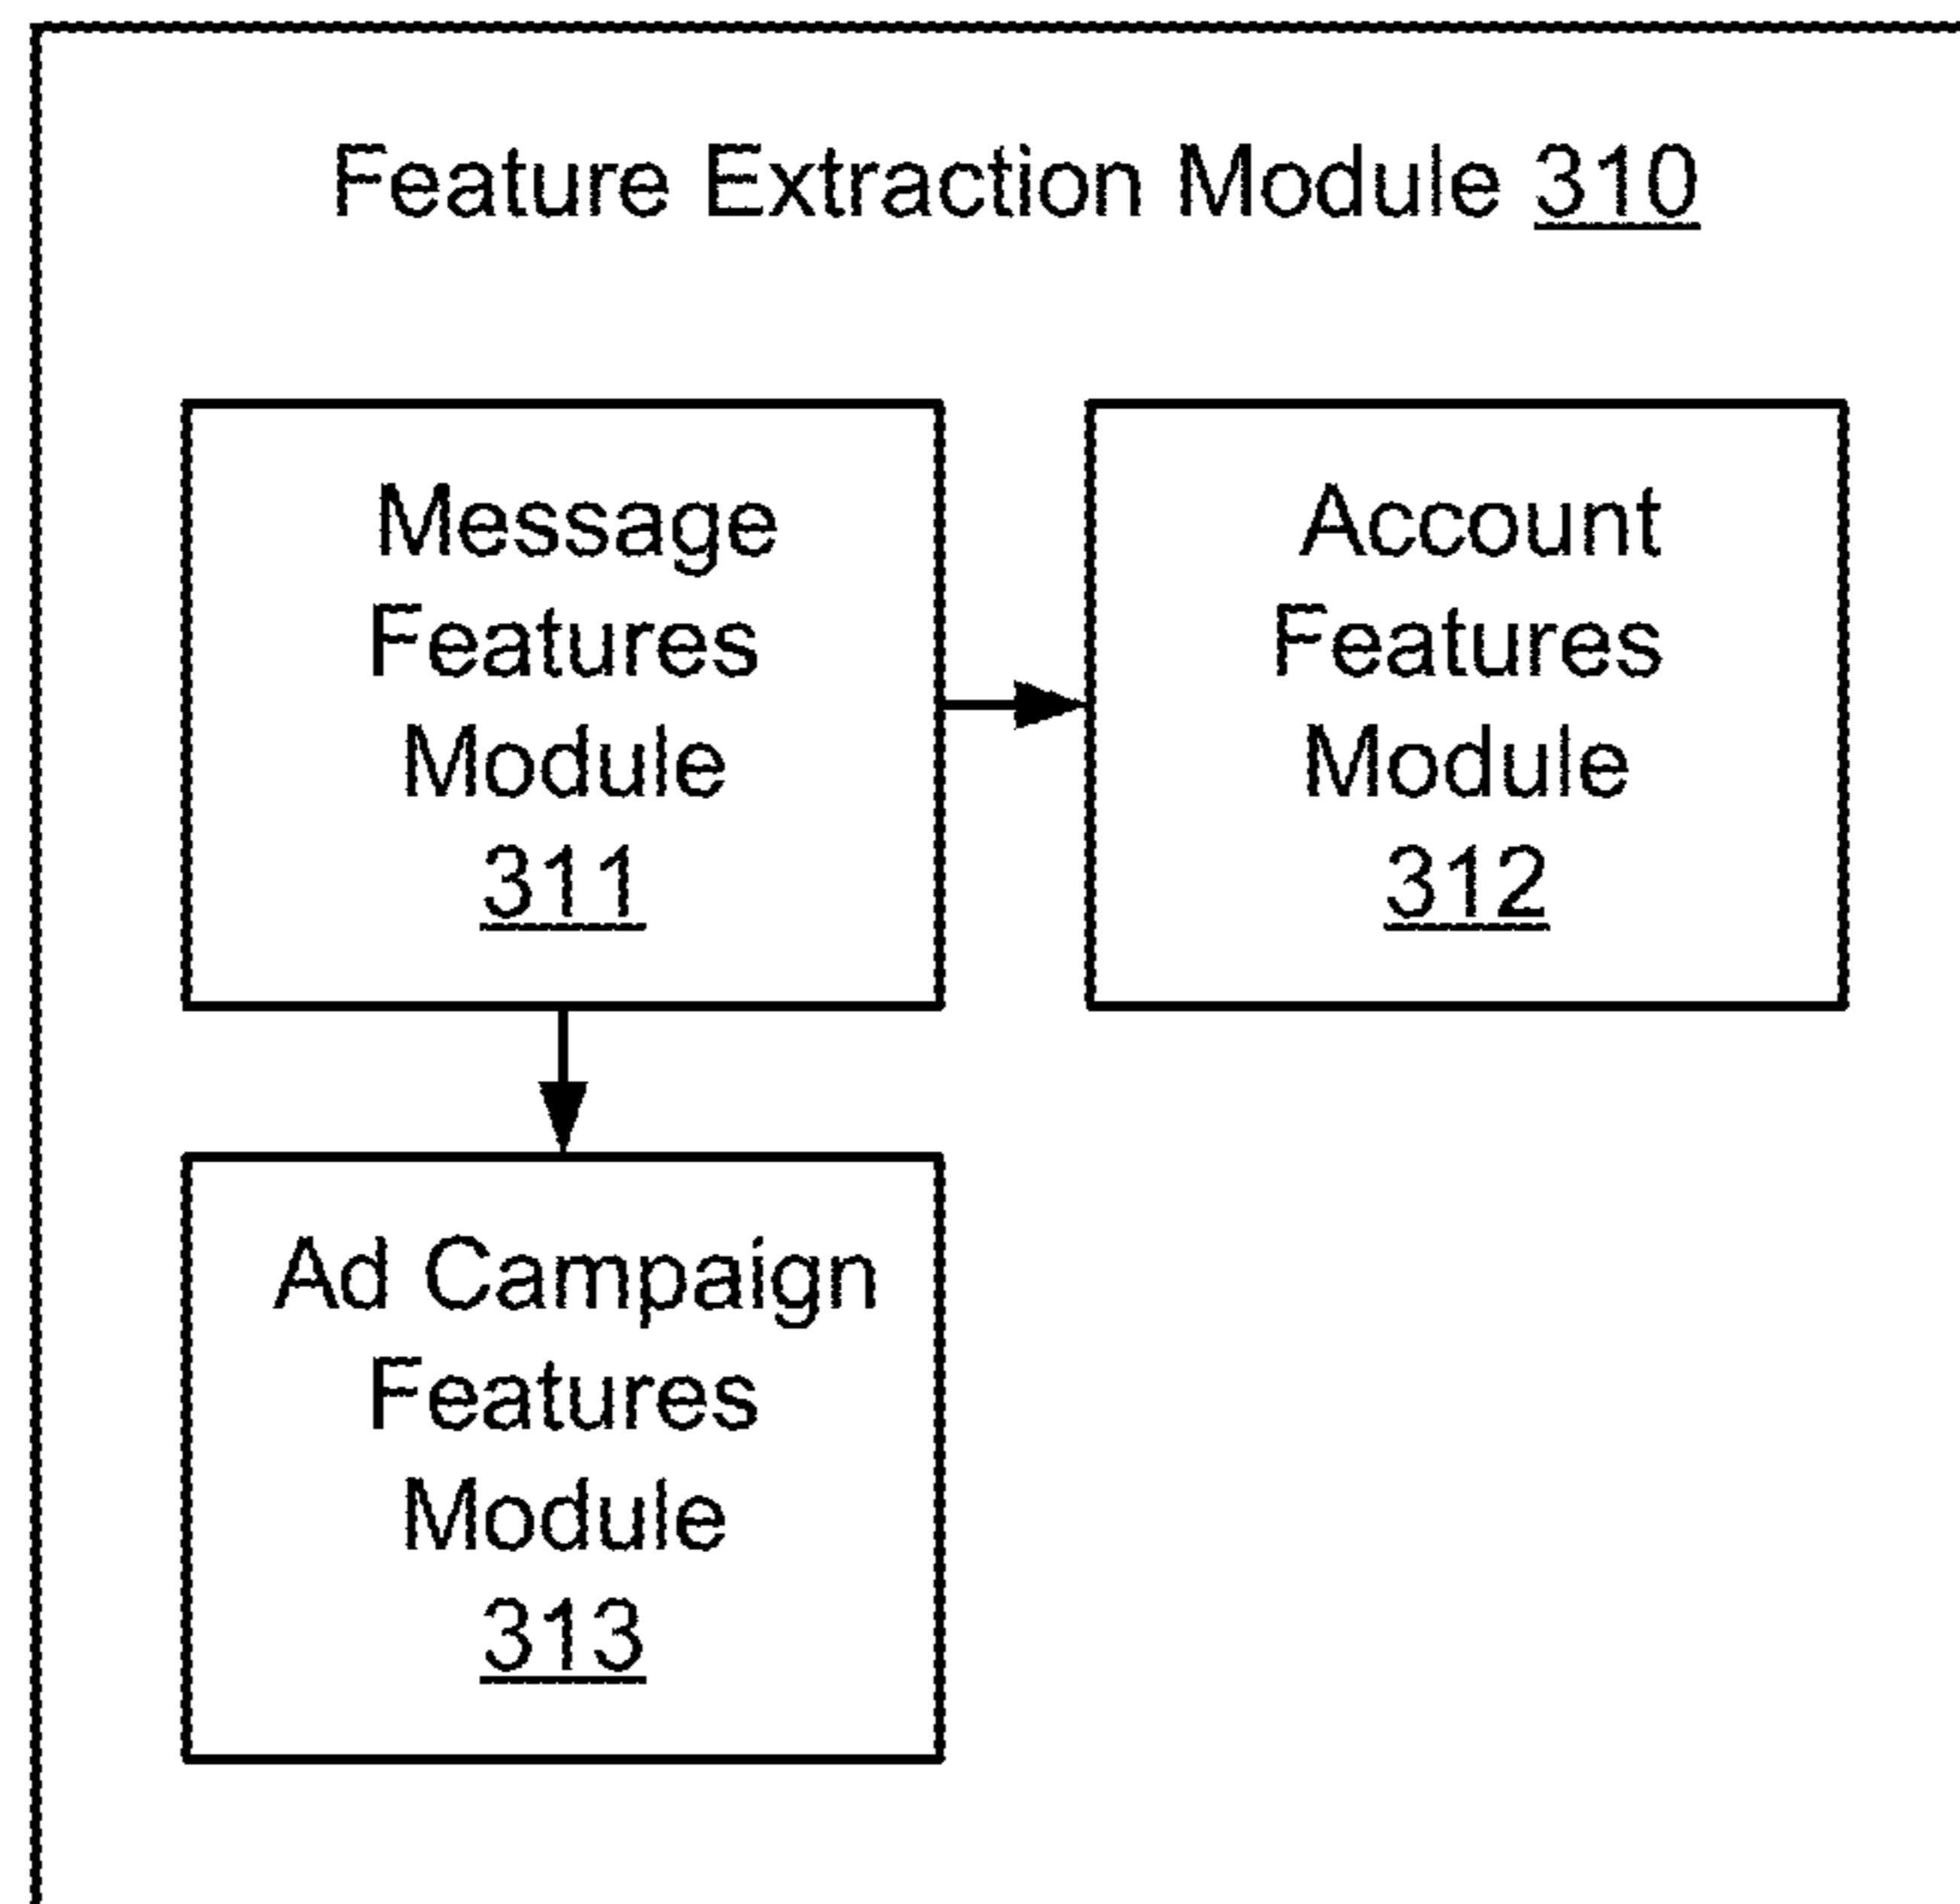 Feature Extraction Module 310
Message
Features
Module
311
Account
Features
Module
312
Ad Campaign
Features
Module
313